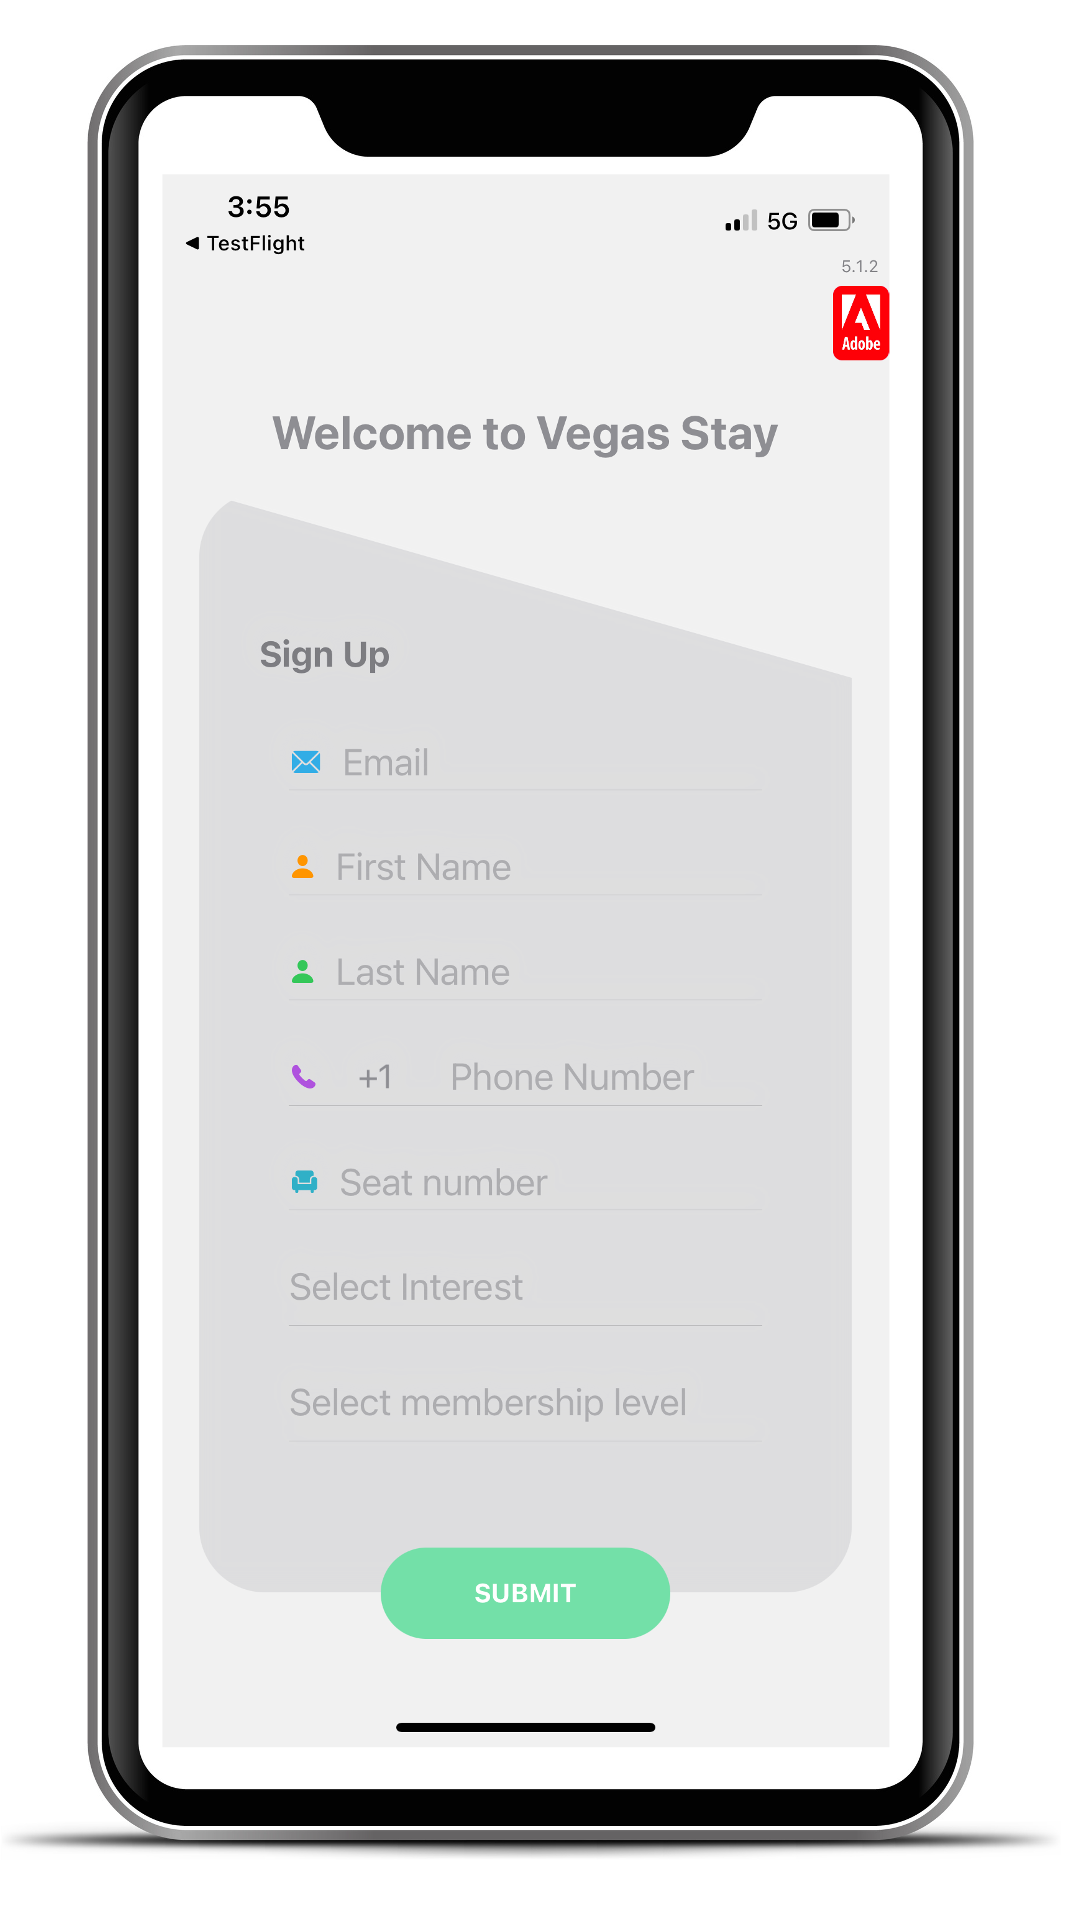 3:55
5G
◀ TestFlight
5.1.2
Adobe
Welcome to Vegas Stay
Sign Up
Email
First Name
Last Name
+1 Phone Number
Seat number
Select Interest
Select membership level
SUBMIT